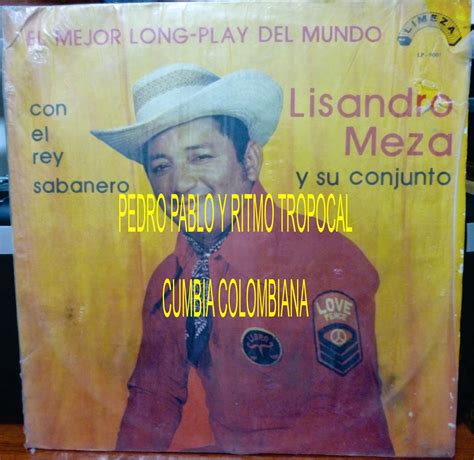 EL MEJOR LONG-PLAY DEL MUNDO
LIMEZA
con
el
rey
sabanero
Lisandro
Meza
y su conjunto
PEDRO PABLO Y RITMO TROPOCAL
CUMBIA COLOMBIANA
LOVE
PEACE